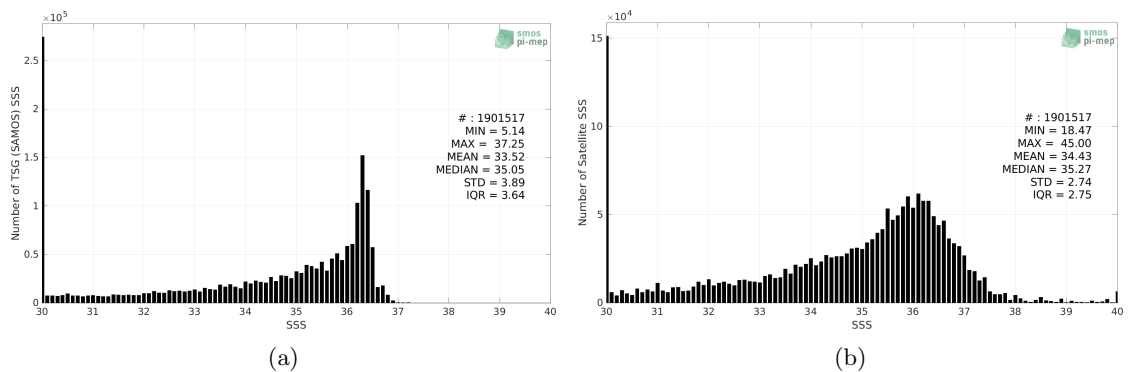 ×10⁵
smos
pi-mep
2.5
2
1.5
1
0.5
0
Number of TSG (SAMOS) SSS
# : 1901517
MIN = 5.14
MAX = 37.25
MEAN = 33.52
MEDIAN = 35.05
STD = 3.89
IQR = 3.64
30 31 32 33 34 35 36 37 38 39 40
SSS
(a)
×10⁴
smos
pi-mep
15
10
5
0
Number of Satellite SSS
# : 1901517
MIN = 18.47
MAX = 45.00
MEAN = 34.43
MEDIAN = 35.27
STD = 2.74
IQR = 2.75
30 31 32 33 34 35 36 37 38 39 40
SSS
(b)